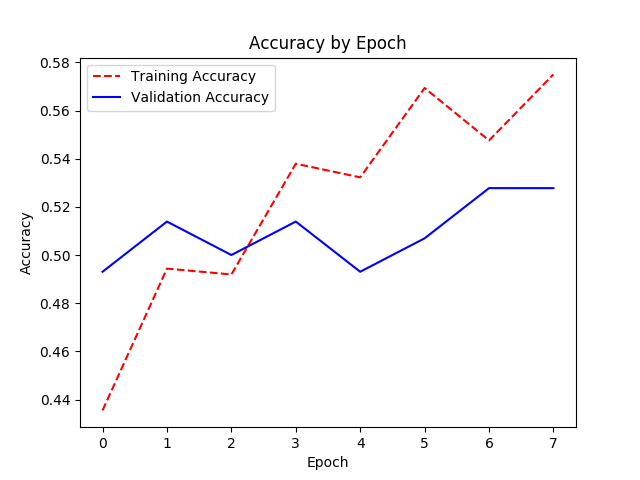 Accuracy by Epoch
Training Accuracy
Validation Accuracy
0.58
0.56
0.54
0.52
0.50
0.48
0.46
0.44
Accuracy
0 1 2 3 4 5 6 7
Epoch